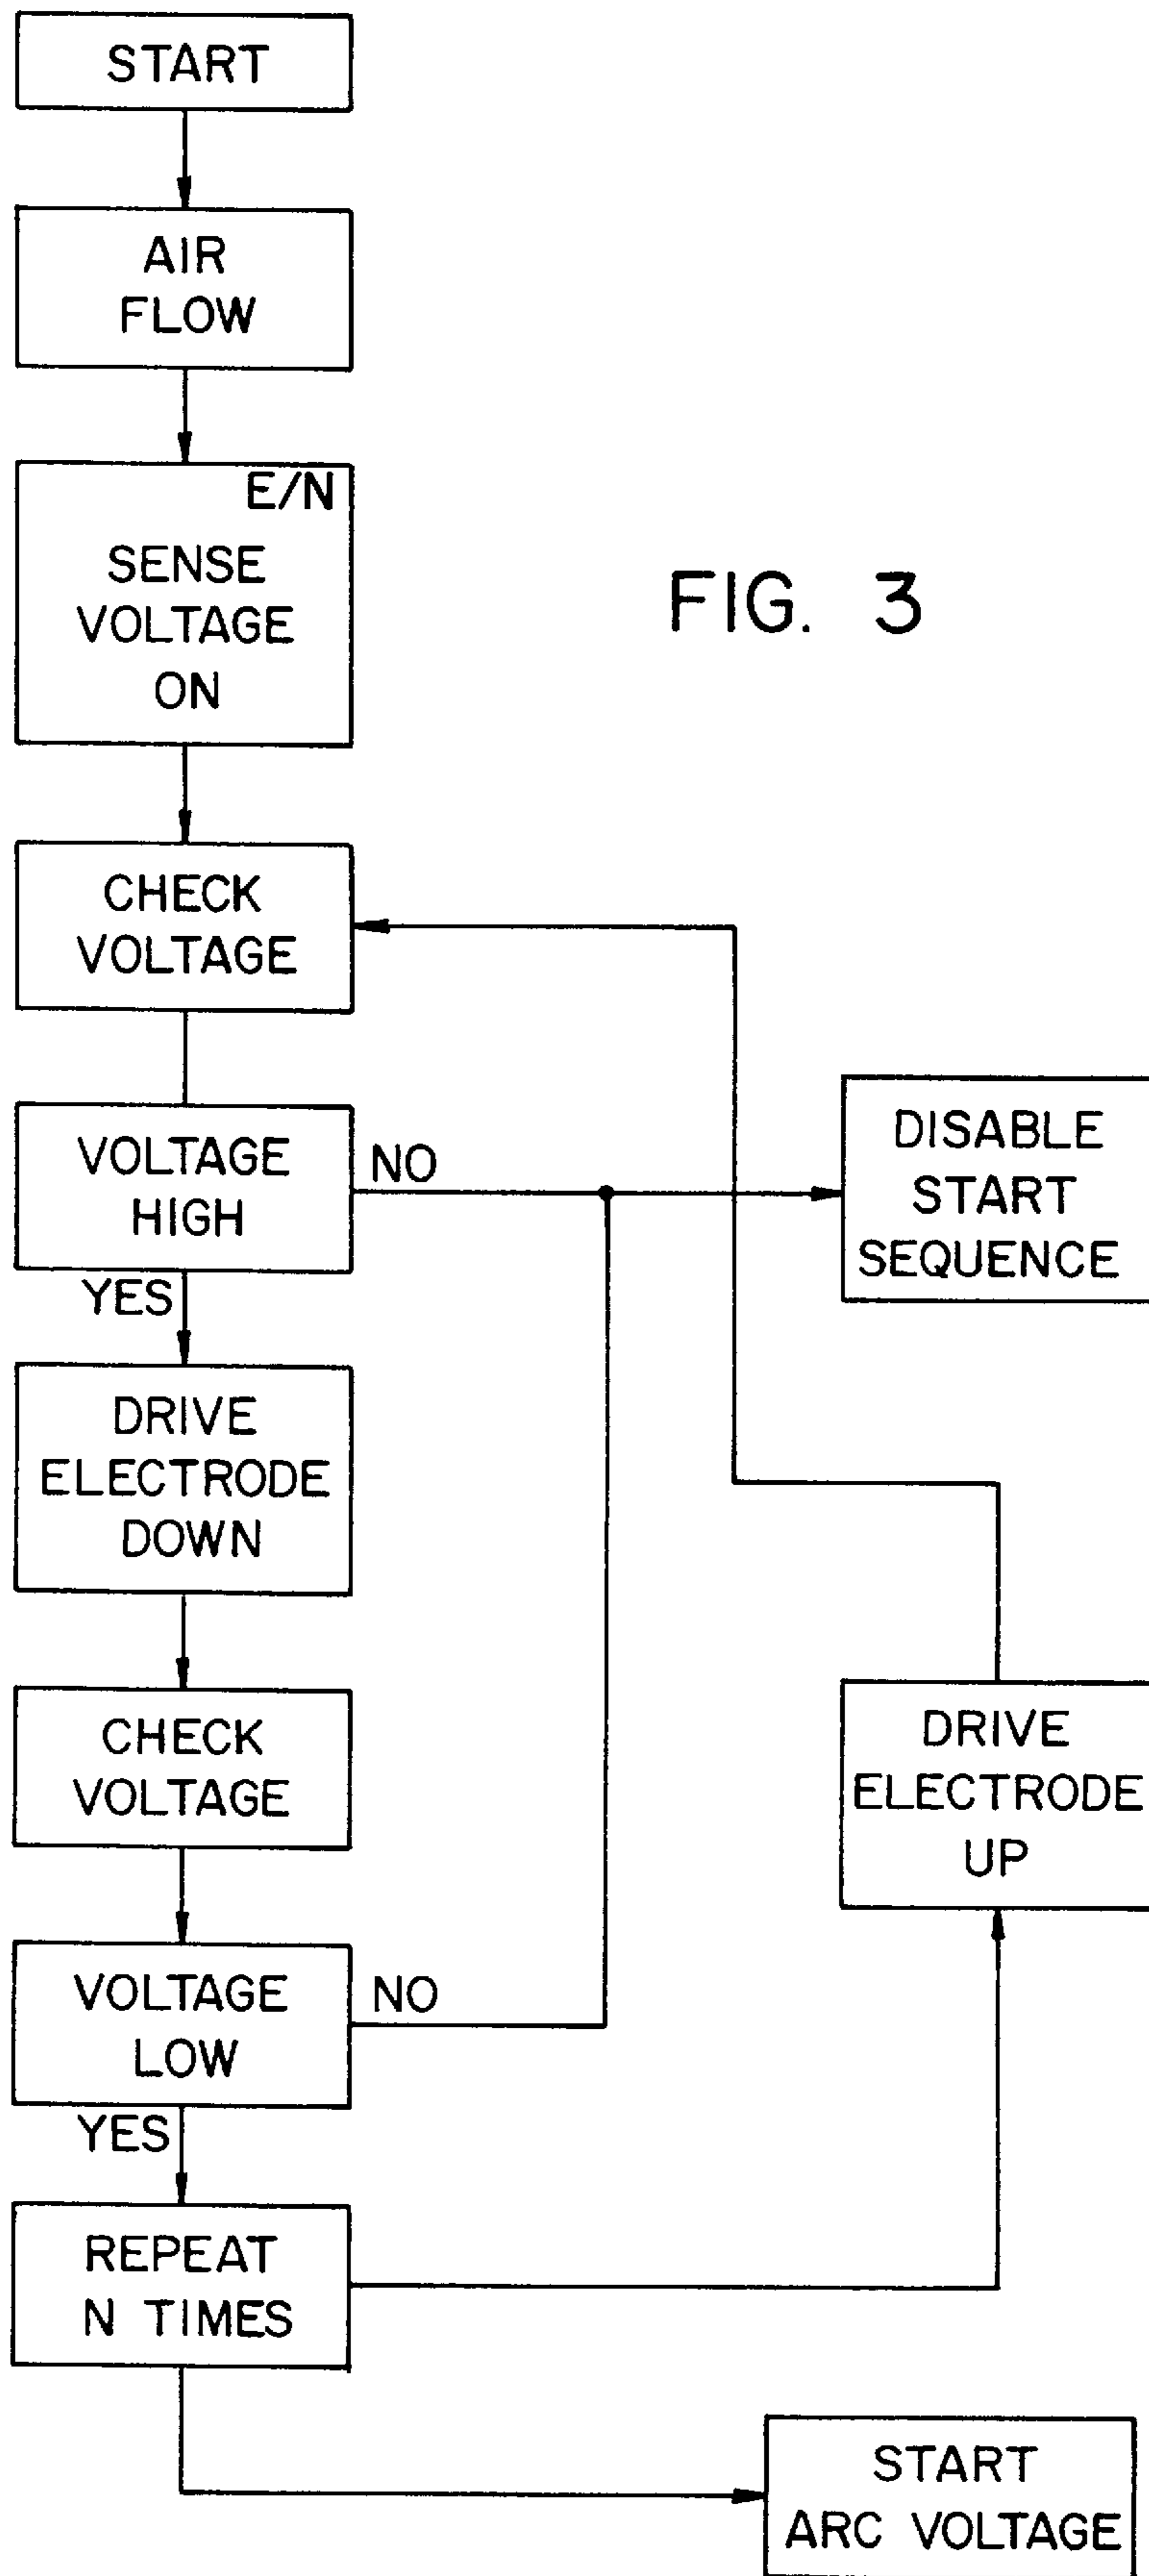 START
AIR
FLOW
E/N
SENSE
VOLTAGE
ON
FIG. 3
CHECK
VOLTAGE
VOLTAGE
HIGH
NO
YES
DISABLE
START
SEQUENCE
DRIVE
ELECTRODE
DOWN
CHECK
VOLTAGE
DRIVE
ELECTRODE
UP
VOLTAGE
LOW
NO
YES
REPEAT
N TIMES
START
ARC VOLTAGE